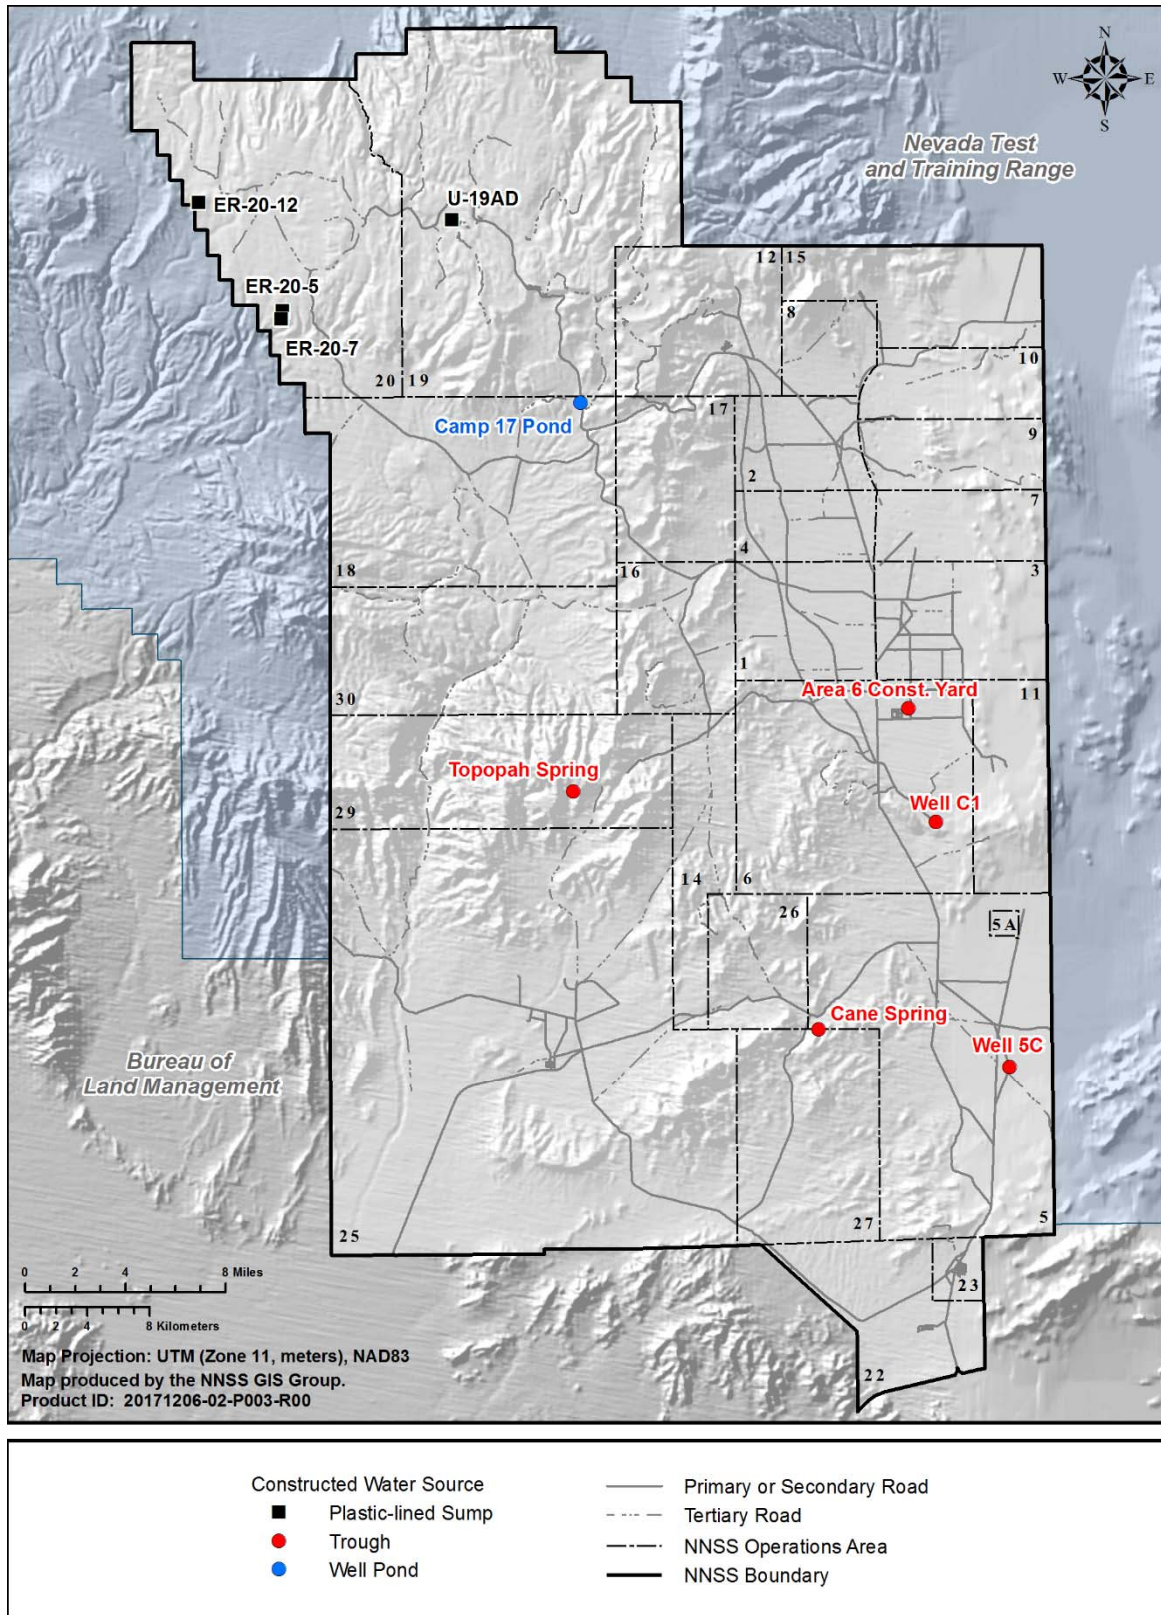 N
W E
S
Nevada Test
and Training Range
ER-20-12
U-19AD
ER-20-5
ER-20-7
12 15
8
10
20 19
17
Camp 17 Pond
9
2
7
4
18
16
3
1
Area 6 Const. Yard
11
30
Topopah Spring
29
Well C1
14
6
26
5A
Cane Spring
Well 5C
Bureau of
Land Management
25
27
5
23
22
0 2 4 8 Miles
0 2 4 8 Kilometers
Map Projection: UTM (Zone 11, meters), NAD83
Map produced by the NNSS GIS Group.
Product ID: 20171206-02-P003-R00
Constructed Water Source
Plastic-lined Sump
Trough
Well Pond
Primary or Secondary Road
Tertiary Road
NNSS Operations Area
NNSS Boundary